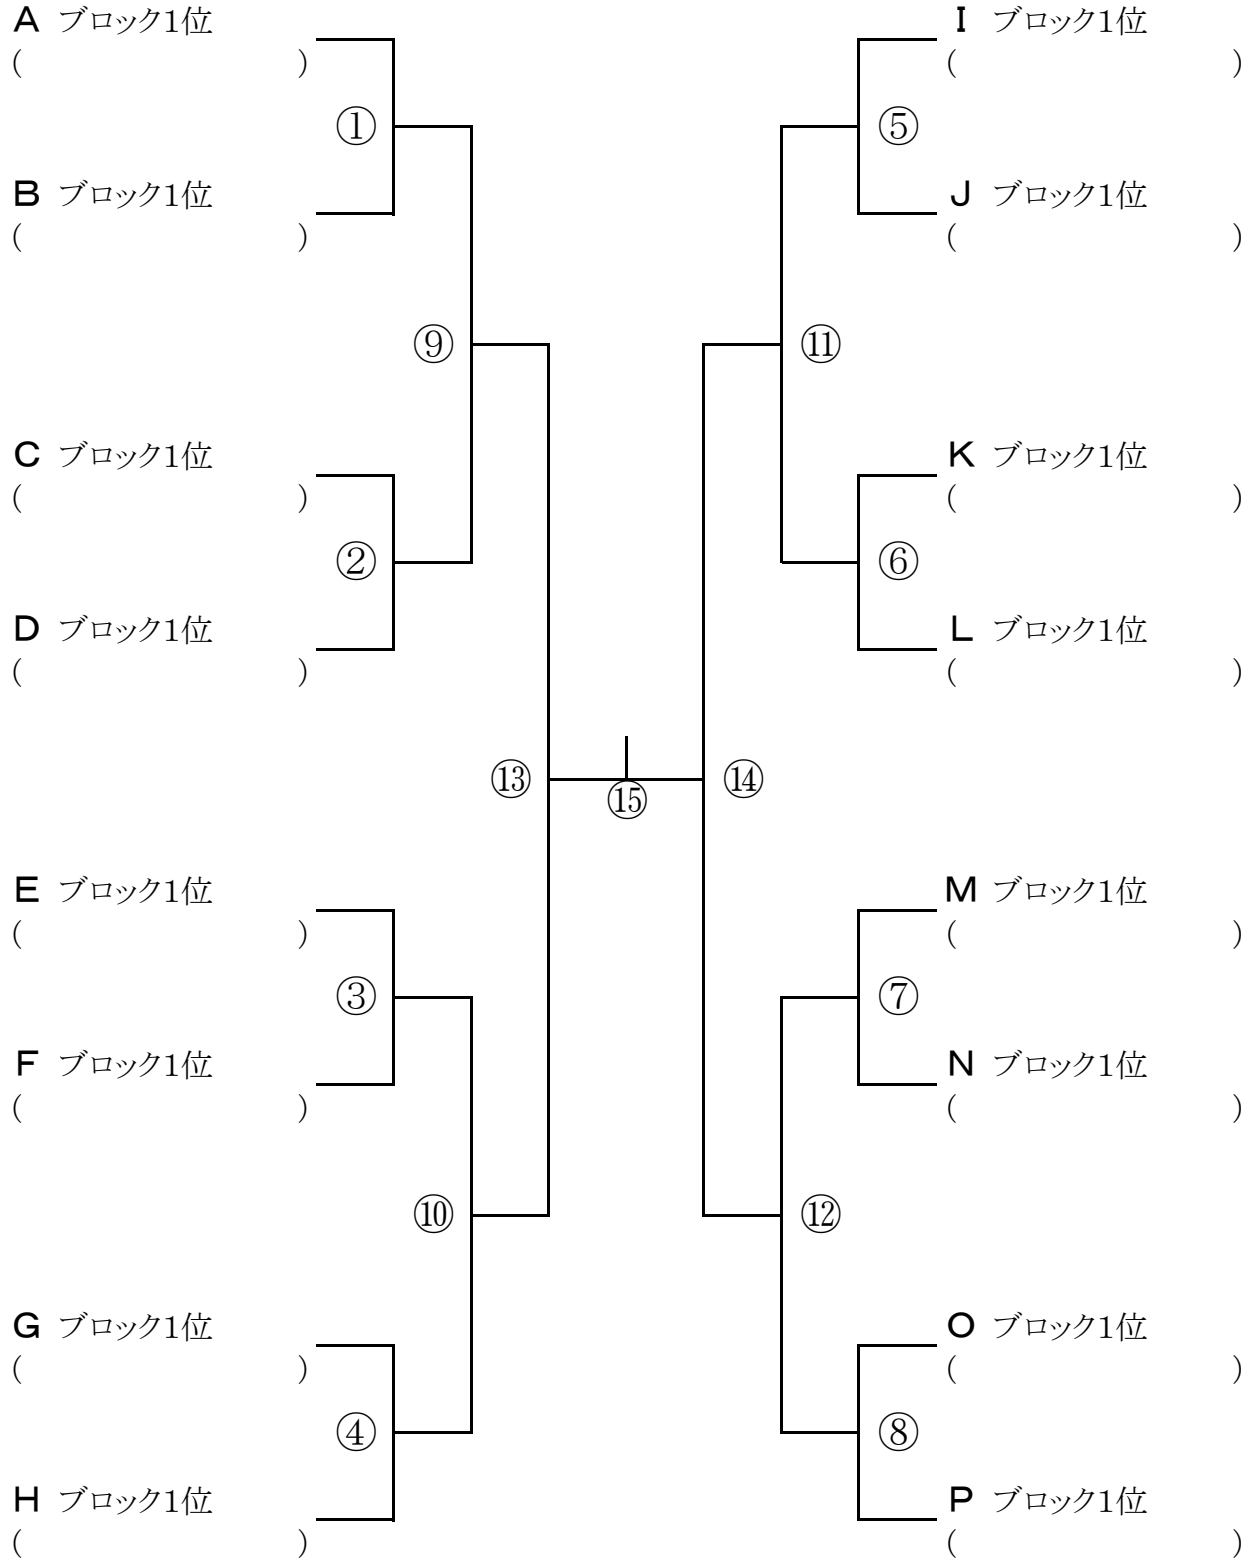 A ブロック1位
(　　　　　　　)
①
B ブロック1位
(　　　　　　　)
⑨
C ブロック1位
(　　　　　　　)
②
D ブロック1位
(　　　　　　　)
⑬
E ブロック1位
(　　　　　　　)
③
F ブロック1位
(　　　　　　　)
⑩
G ブロック1位
(　　　　　　　)
④
H ブロック1位
(　　　　　　　)
⑮
I ブロック1位
(　　　　　　　)
⑤
J ブロック1位
(　　　　　　　)
⑪
K ブロック1位
(　　　　　　　)
⑥
L ブロック1位
(　　　　　　　)
⑭
M ブロック1位
(　　　　　　　)
⑦
N ブロック1位
(　　　　　　　)
⑫
O ブロック1位
(　　　　　　　)
⑧
P ブロック1位
(　　　　　　　)